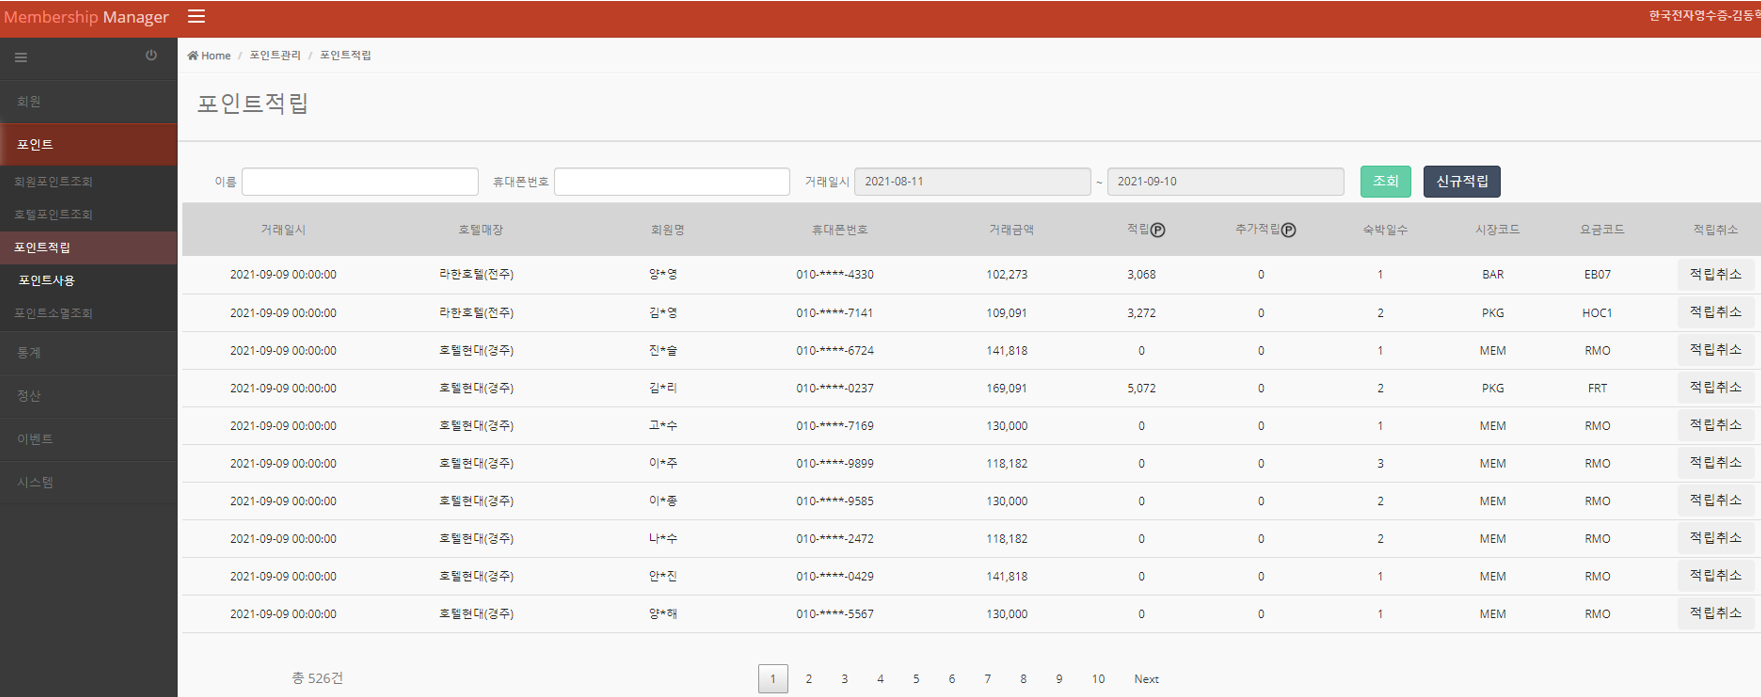 Membership Manager
한국전자영수증-김동혁
Home / 포인트관리 / 포인트적립
회원
포인트
회원포인트조회
호텔포인트조회
포인트적립
포인트사용
포인트소멸조회
통계
정산
이벤트
시스템
포인트적립
이름 휴대폰번호 거래일시 2021-08-11 ~ 2021-09-10 조회 신규적립
거래일시 호텔매장 회원명 휴대폰번호 거래금액 적립Ⓟ 추가적립Ⓟ 숙박일수 시장코드 요금코드 적립취소
2021-09-09 00:00:00 라한호텔(전주) 양*영 010-****-4330 102,273 3,068 0 1 BAR EB07 적립취소
2021-09-09 00:00:00 라한호텔(전주) 김*영 010-****-7141 109,091 3,272 0 2 PKG HOC1 적립취소
2021-09-09 00:00:00 호텔현대(경주) 진*슬 010-****-6724 141,818 0 0 1 MEM RMO 적립취소
2021-09-09 00:00:00 호텔현대(경주) 김*리 010-****-0237 169,091 5,072 0 2 PKG FRT 적립취소
2021-09-09 00:00:00 호텔현대(경주) 고*수 010-****-7169 130,000 0 0 1 MEM RMO 적립취소
2021-09-09 00:00:00 호텔현대(경주) 이*주 010-****-9899 118,182 0 0 3 MEM RMO 적립취소
2021-09-09 00:00:00 호텔현대(경주) 이*종 010-****-9585 130,000 0 0 2 MEM RMO 적립취소
2021-09-09 00:00:00 호텔현대(경주) 나*수 010-****-2472 118,182 0 0 2 MEM RMO 적립취소
2021-09-09 00:00:00 호텔현대(경주) 안*진 010-****-0429 141,818 0 0 1 MEM RMO 적립취소
2021-09-09 00:00:00 호텔현대(경주) 양*해 010-****-5567 130,000 0 0 1 MEM RMO 적립취소
총 526건
1 2 3 4 5 6 7 8 9 10 Next